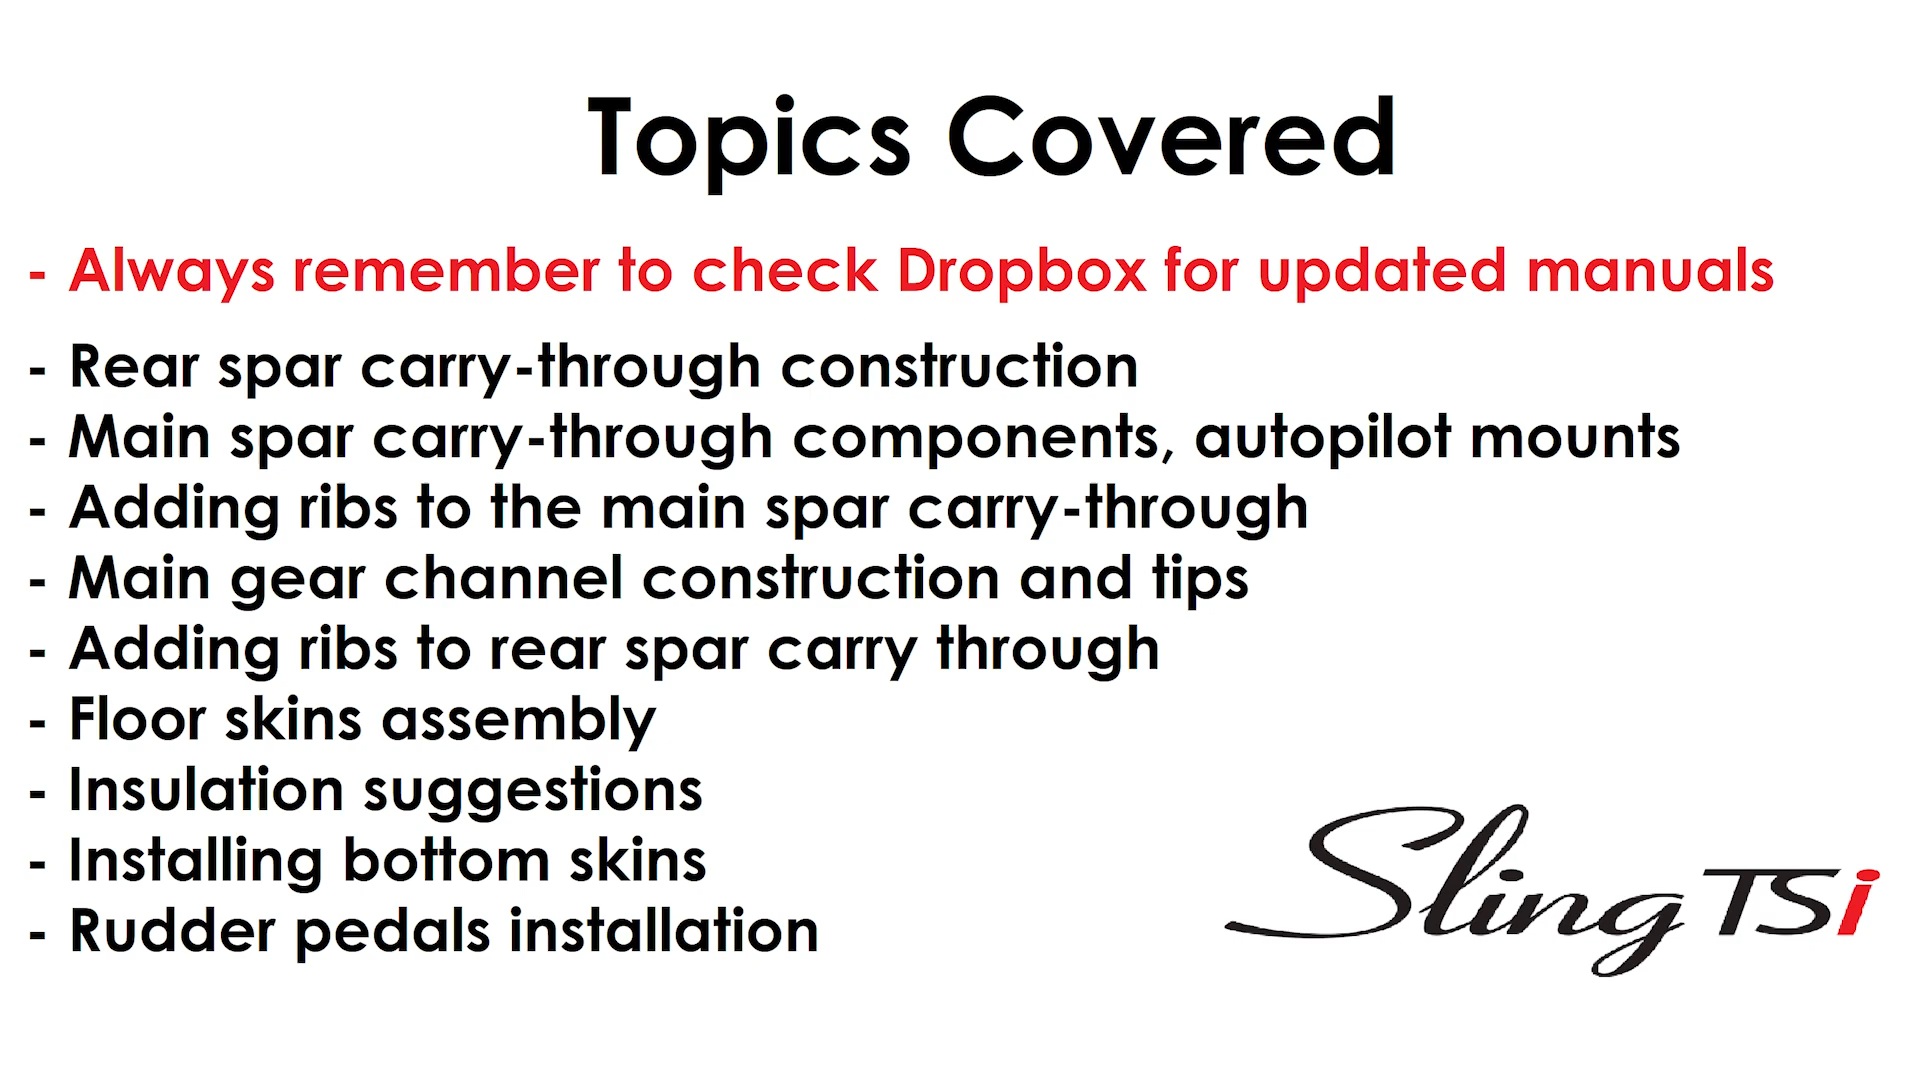 Topics Covered
- Always remember to check Dropbox for updated manuals
- Rear spar carry-through construction
- Main spar carry-through components, autopilot mounts
- Adding ribs to the main spar carry-through
- Main gear channel construction and tips
- Adding ribs to rear spar carry through
- Floor skins assembly
- Insulation suggestions
- Installing bottom skins
- Rudder pedals installation
Sling TSi